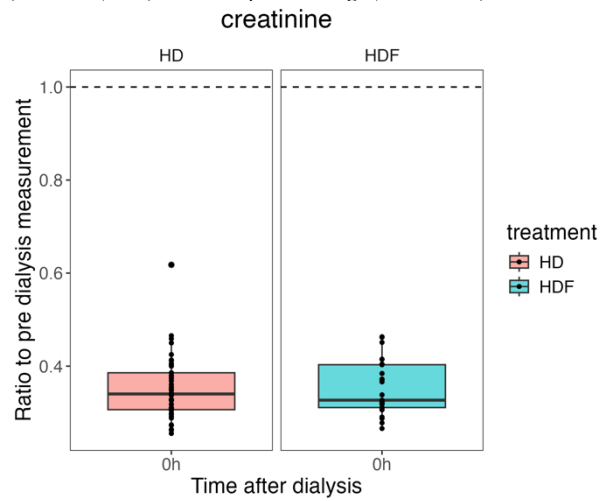 creatinine
HD HDF
Ratio to pre dialysis measurement
1.0
0.8
0.6
0.4
0h 0h
Time after dialysis
treatment
HD
HDF